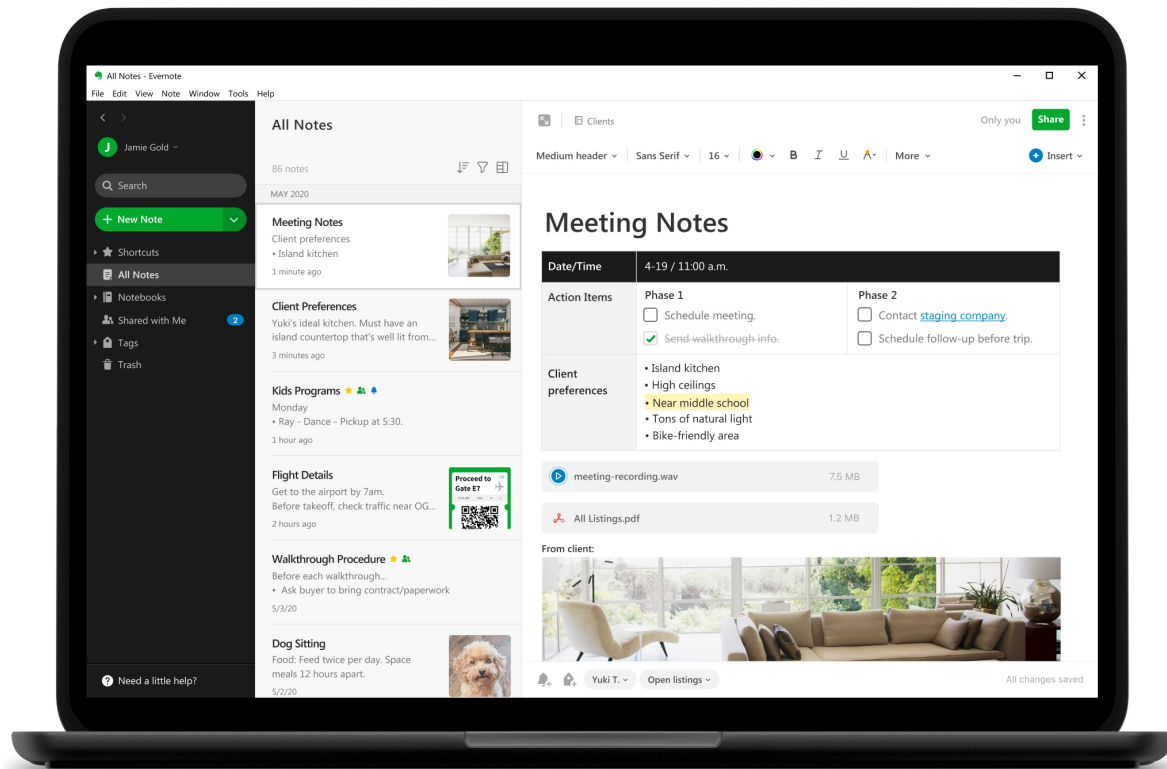 All Notes - Evernote
File Edit View Note Window Tools Help
J Jamie Gold
Search
+ New Note
Shortcuts
All Notes
Notebooks
Shared with Me 2
Tags
Trash
? Need a little help?
All Notes
86 notes
MAY 2020
Meeting Notes
Client preferences
• Island kitchen
1 minute ago
Client Preferences
Yuki's ideal kitchen. Must have an
island countertop that's well lit from...
3 minutes ago
Kids Programs
Monday
• Ray - Dance - Pickup at 5:30.
1 hour ago
Flight Details
Get to the airport by 7am.
Before takeoff, check traffic near OG...
2 hours ago
Proceed to
Gate E7
Walkthrough Procedure
Before each walkthrough...
• Ask buyer to bring contract/paperwork
5/3/20
Dog Sitting
Food: Feed twice per day. Space
meals 12 hours apart.
5/2/20
Clients
Only you Share
Medium header Sans Serif 16 B I U A More + Insert
Meeting Notes
Date/Time 4-19 / 11:00 a.m.
Action Items
Phase 1
Schedule meeting.
Send walkthrough info.
Phase 2
Contact staging company.
Schedule follow-up before trip.
Client
preferences
• Island kitchen
• High ceilings
• Near middle school
• Tons of natural light
• Bike-friendly area
meeting-recording.wav 7.5 MB
All Listings.pdf 1.2 MB
From client:
Yuki T. Open listings All changes saved